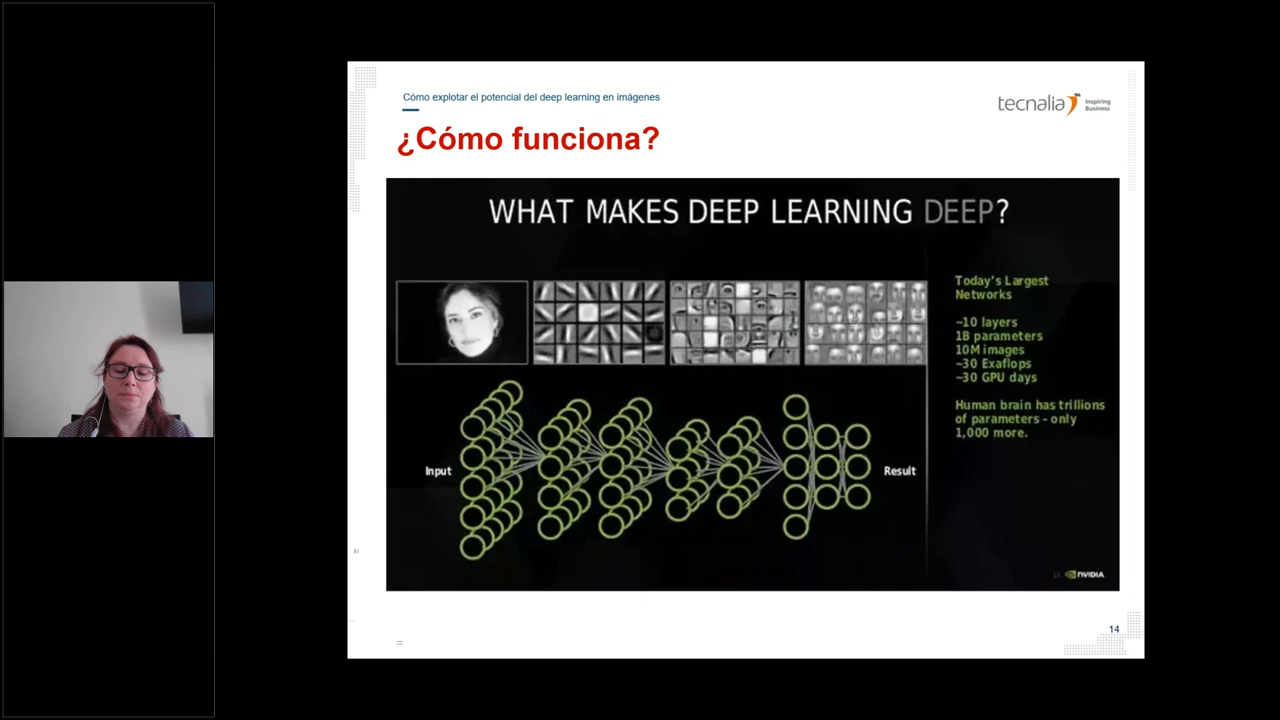 Cómo explotar el potencial del deep learning en imágenes
tecnalia
Inspiring
Business
¿Cómo funciona?
WHAT MAKES DEEP LEARNING DEEP?
Today's Largest
Networks
~10 layers
1B parameters
10M images
~30 Exaflops
~30 GPU days
Human brain has trillions
of parameters - only
1,000 more.
Input
Result
NVIDIA
14